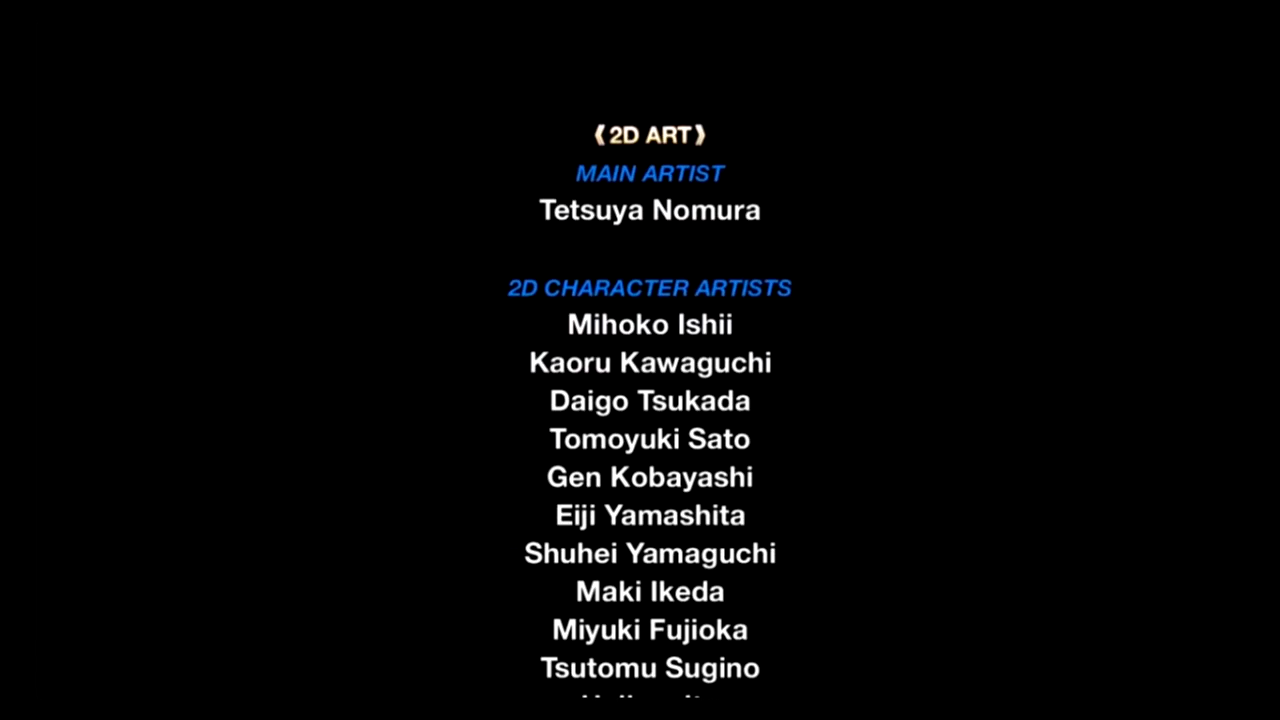 ❰2D ART❱
MAIN ARTIST
Tetsuya Nomura
2D CHARACTER ARTISTS
Mihoko Ishii
Kaoru Kawaguchi
Daigo Tsukada
Tomoyuki Sato
Gen Kobayashi
Eiji Yamashita
Shuhei Yamaguchi
Maki Ikeda
Miyuki Fujioka
Tsutomu Sugino